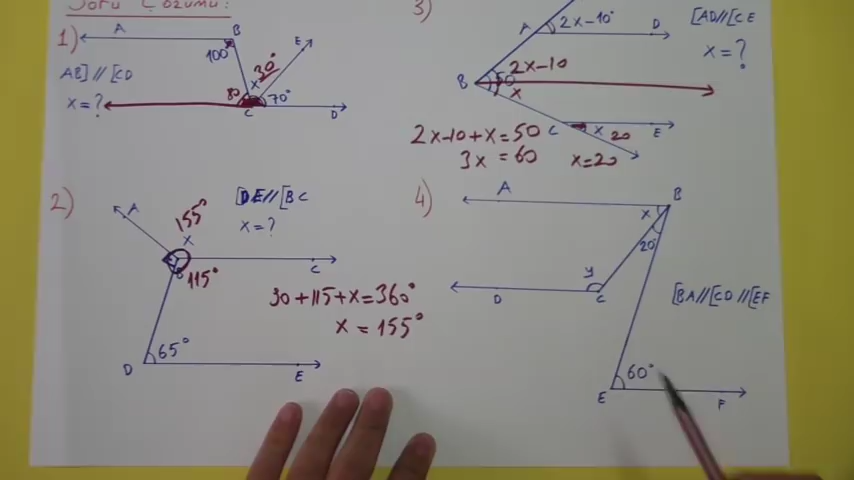 Soru Çözümü:
1)
A
B
100°
E
30°
X
AB] // [CD
80
70°
X = ?
C
D
3)
A
2X-10°
D
[AD//[CE
X = ?
2X-10
B
50
X
C
X
20
E
2X-10+X=50
3X=60
X=20
2)
A
155°
X
[DE//[BC
X = ?
B
115°
C
30+115+X=360°
X = 155°
65°
D
E
4)
A
B
X
20°
y
D
C
[BA//[CD//[EF
60°
E
F